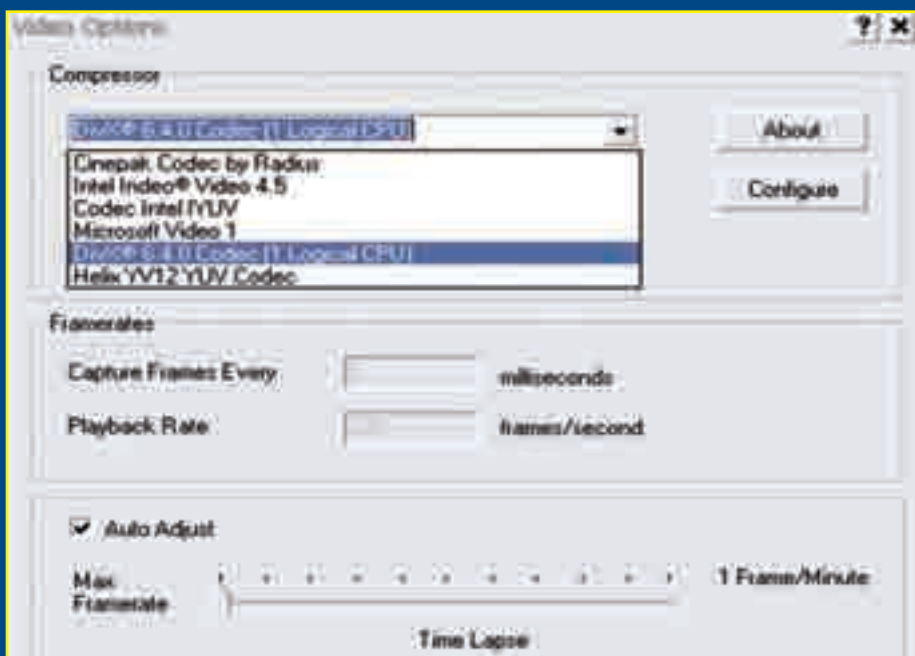 Video Options
Compressor
DivX® 6.4.0 Codec [1 Logical CPU]
About
Cinepak Codec by Radius
Intel Indeo® Video 4.5
Codec Intel IYUV
Microsoft Video 1
DivX® 6.4.0 Codec [1 Logical CPU]
Helix YV12 YUV Codec
Configure
Framerates
Capture Frames Every
milliseconds
Playback Rate
frames/second
Auto Adjust
Max Framerate
1 Frame/Minute
Time Lapse